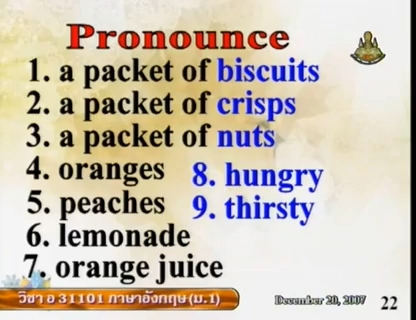 Pronounce
1. a packet of biscuits
2. a packet of crisps
3. a packet of nuts
4. oranges
5. peaches
6. lemonade
7. orange juice
8. hungry
9. thirsty
วิชา อ 31101 ภาษาอังกฤษ (ม.1)
December 20, 2007
22